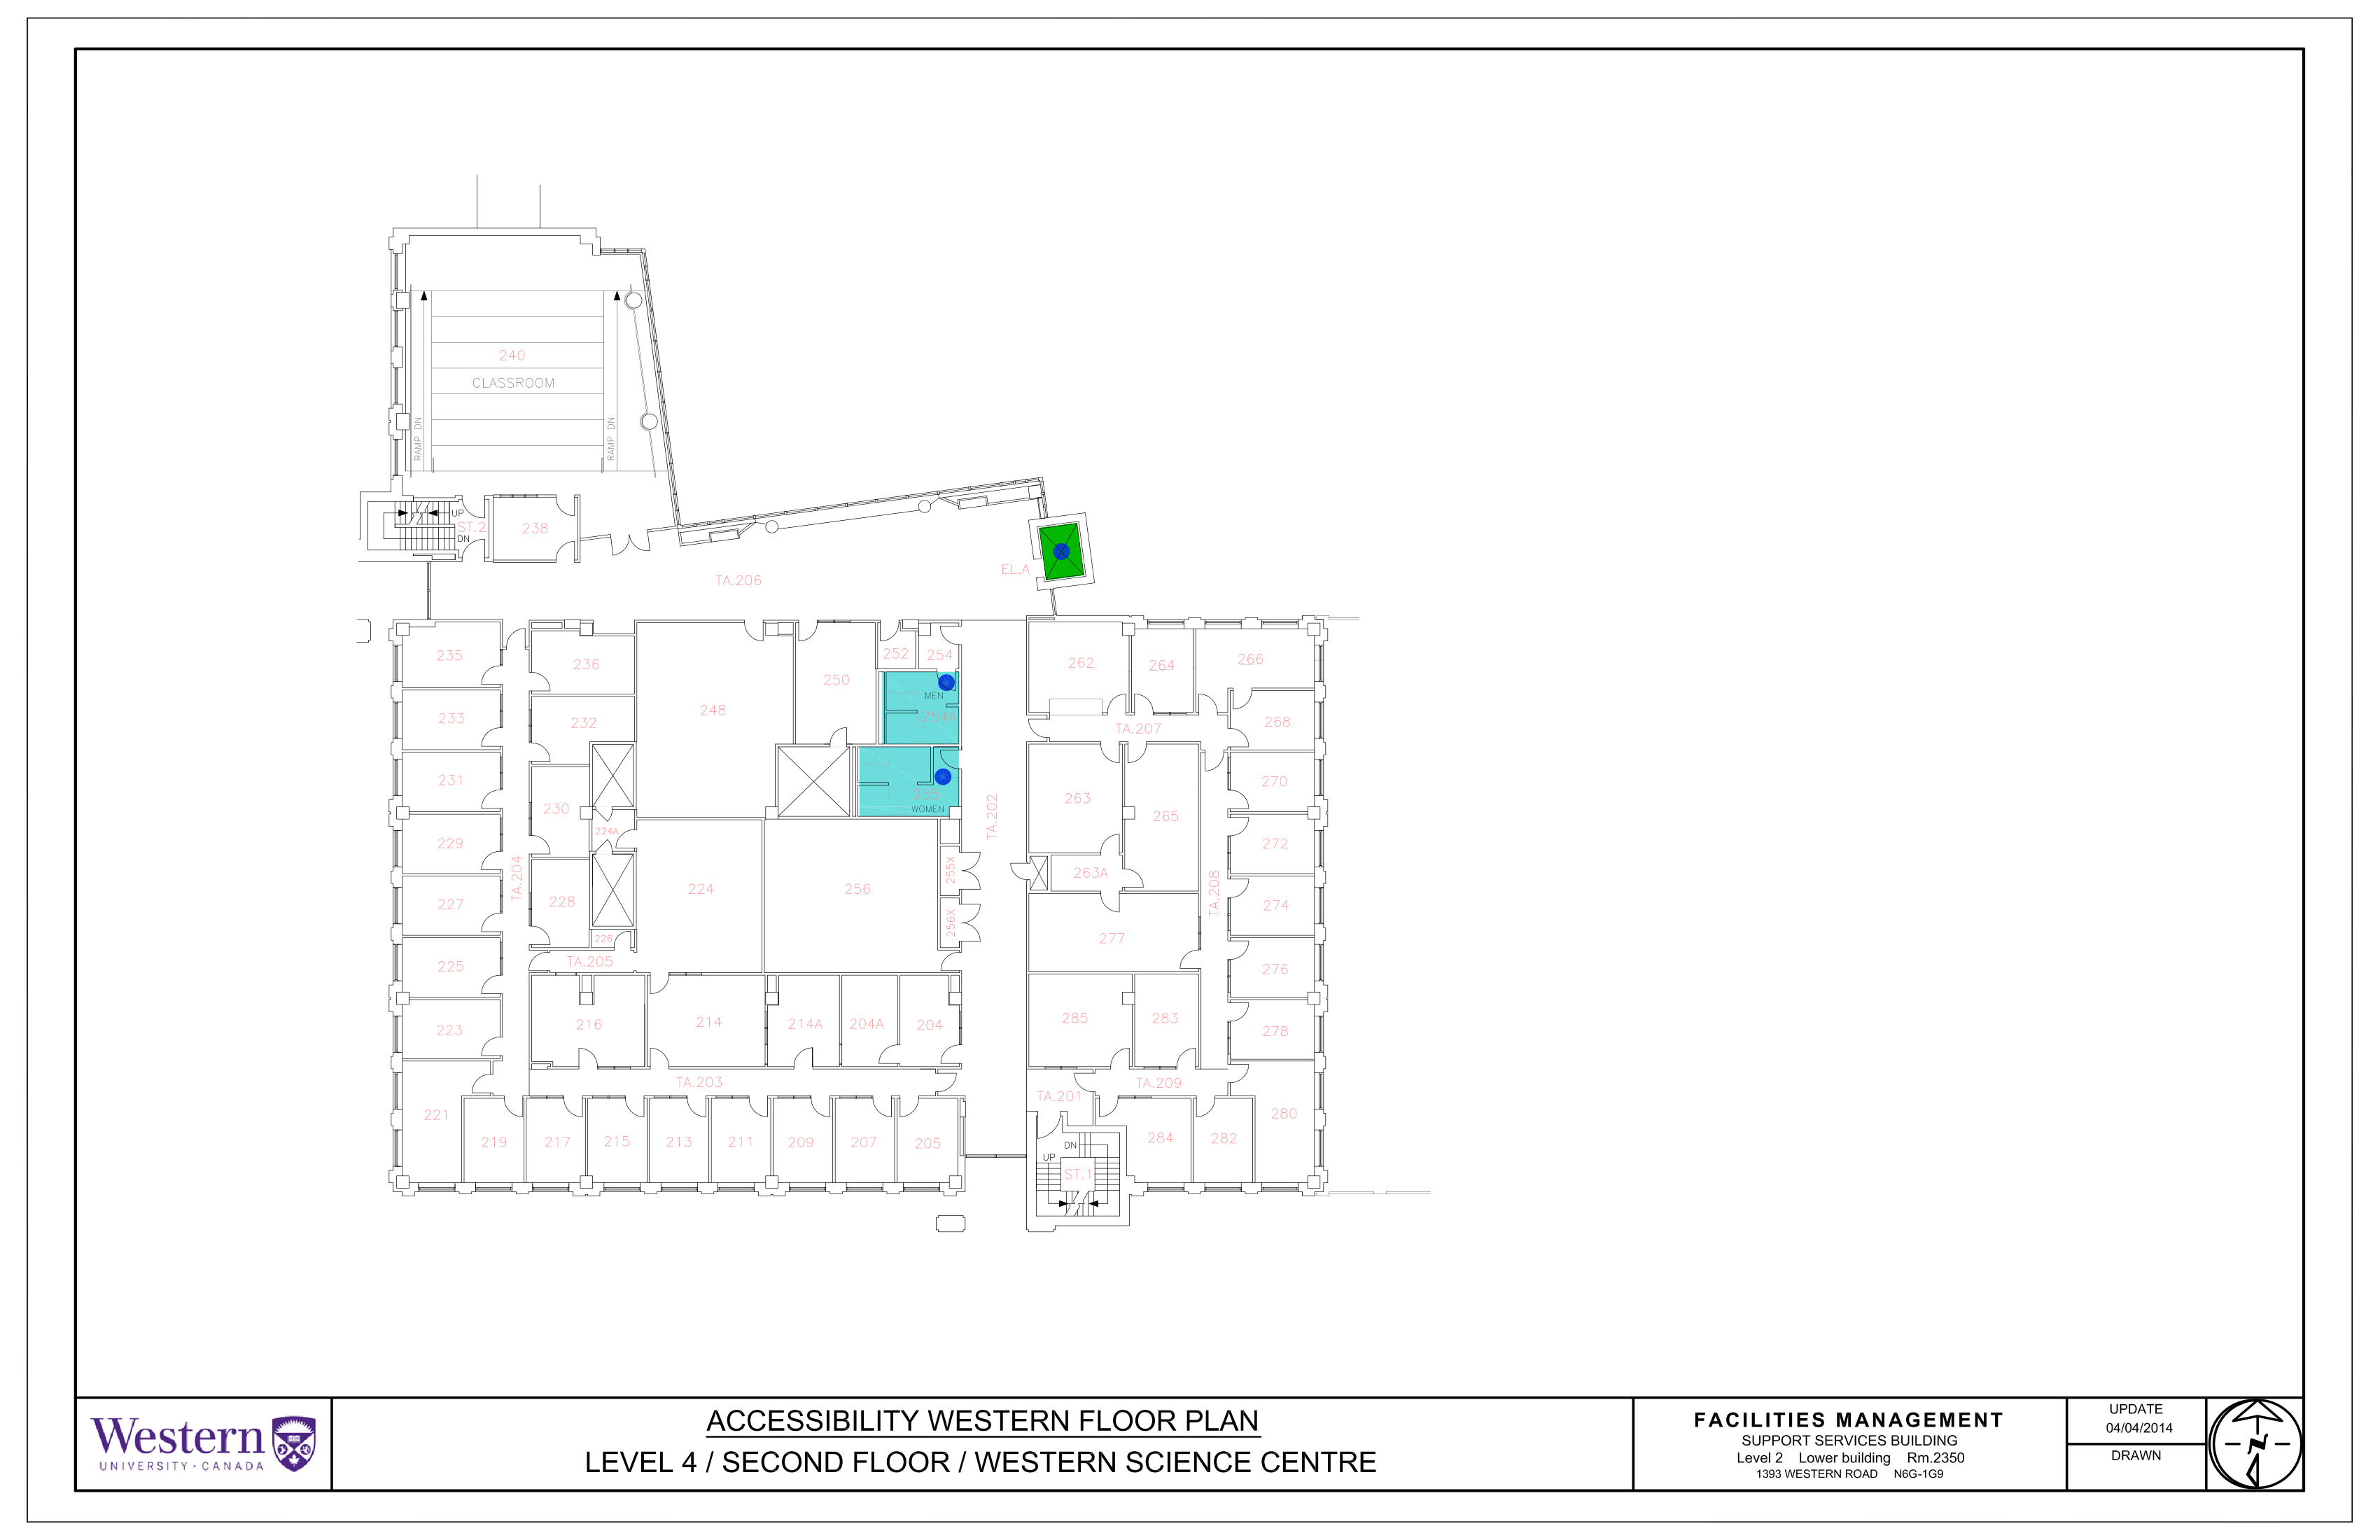 240
CLASSROOM
RAMP DN
RAMP DN
UP
ST.2
DN
238
TA.206
EL.A
235
236
252
254
262
264
266
250
MEN
233
232
248
254A
TA.207
268
231
230
255
WOMEN
TA.202
263
265
270
224A
229
272
TA.204
224
256
255X
263A
TA.208
227
228
274
256X
226
277
225
TA.205
276
223
216
214
214A
204A
204
285
283
278
TA.203
TA.209
TA.201
221
280
219
217
215
213
211
209
207
205
DN
284
282
UP
ST.1
Western
UNIVERSITY · CANADA
ACCESSIBILITY WESTERN FLOOR PLAN
LEVEL 4 / SECOND FLOOR / WESTERN SCIENCE CENTRE
FACILITIES MANAGEMENT
SUPPORT SERVICES BUILDING
Level 2 Lower building Rm.2350
1393 WESTERN ROAD N6G-1G9
UPDATE
04/04/2014
DRAWN
N